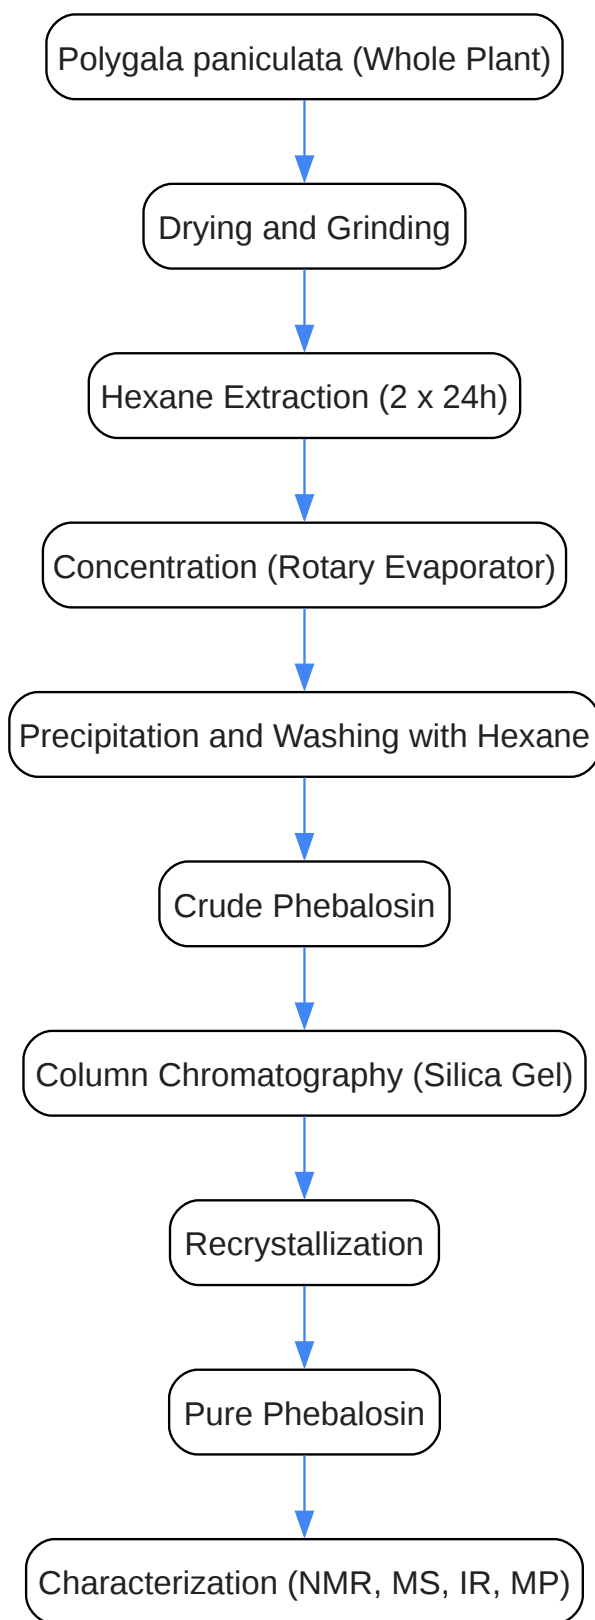 Polygala paniculata (Whole Plant)
Drying and Grinding
Hexane Extraction (2 x 24h)
Concentration (Rotary Evaporator)
Precipitation and Washing with Hexane
Crude Phebalosin
Column Chromatography (Silica Gel)
Recrystallization
Pure Phebalosin
Characterization (NMR, MS, IR, MP)